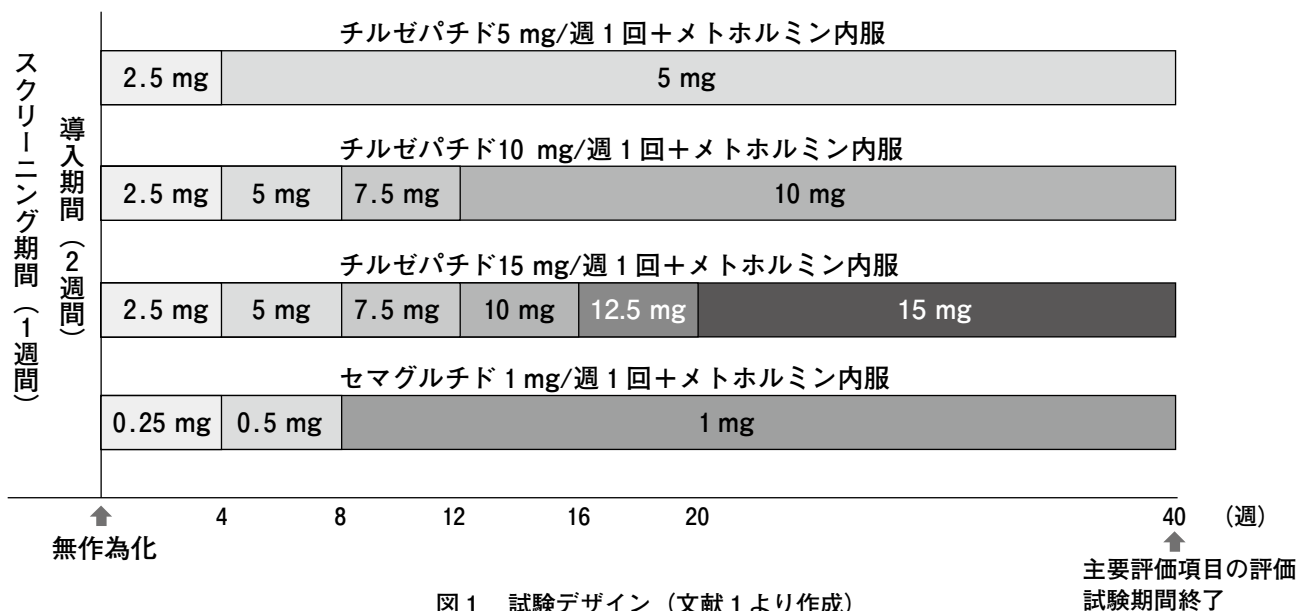 スクリーニング期間（1週間）
導入期間（2週間）
チルゼパチド5 mg/週1回＋メトホルミン内服
2.5 mg 5 mg
チルゼパチド10 mg/週1回＋メトホルミン内服
2.5 mg 5 mg 7.5 mg 10 mg
チルゼパチド15 mg/週1回＋メトホルミン内服
2.5 mg 5 mg 7.5 mg 10 mg 12.5 mg 15 mg
セマグルチド1 mg/週1回＋メトホルミン内服
0.25 mg 0.5 mg 1 mg
4 8 12 16 20 40 （週）
無作為化
主要評価項目の評価
試験期間終了
図1 試験デザイン（文献1より作成）